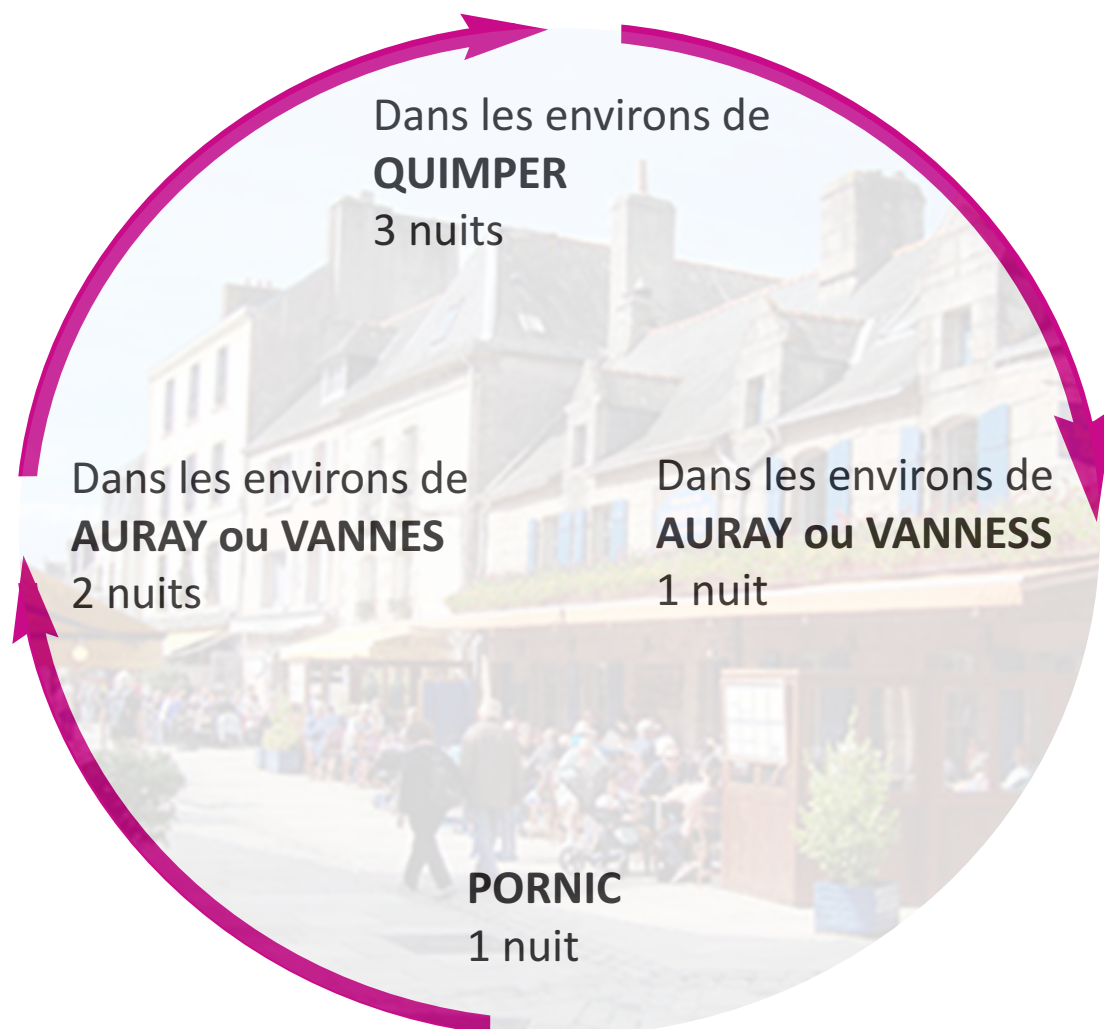 Dans les environs de
QUIMPER
3 nuits
Dans les environs de
AURAY ou VANNES
2 nuits
Dans les environs de
AURAY ou VANNESS
1 nuit
PORNIC
1 nuit